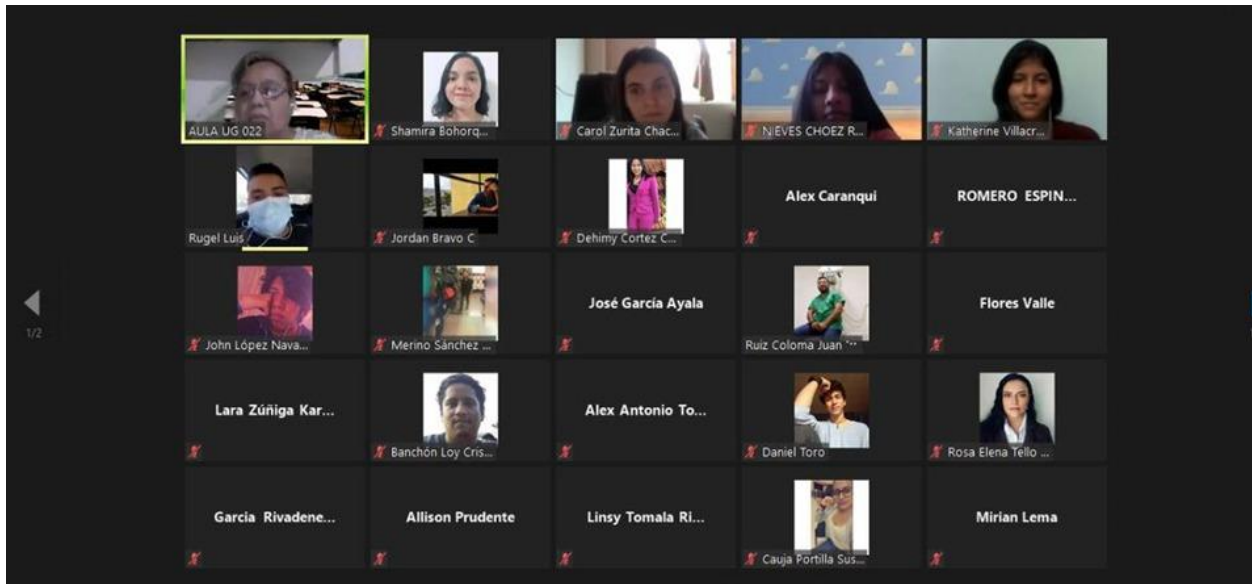 AULA UG 022
Shamira Bohorq...
Carol Zurita Chac...
NIEVES CHOEZ R...
Katherine Villacr...
Rugel Luis
Jordan Bravo C
Dehimy Cortez C...
Alex Caranqui
ROMERO ESPIN...
1/2
John López Nava...
Merino Sánchez ...
José García Ayala
Ruiz Coloma Juan ...
Flores Valle
Lara Zúñiga Kar...
Banchón Loy Cris...
Alex Antonio To...
Daniel Toro
Rosa Elena Tello ...
Garcia Rivadene...
Allison Prudente
Linsy Tomala Ri...
Cauja Portilla Sus...
Mirian Lema